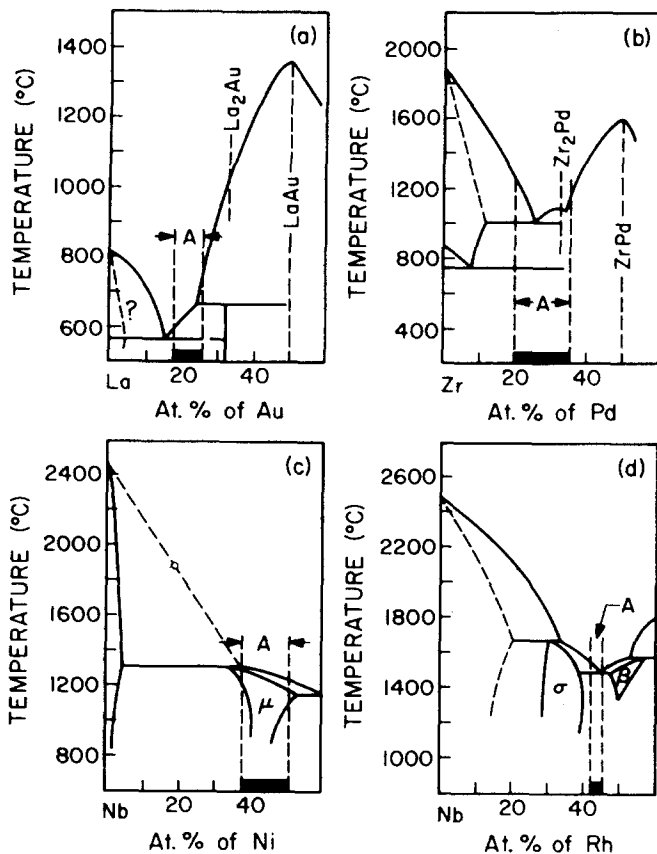 (a)
TEMPERATURE (°C)
1400
1200
1000
800
600
La₂Au
LaAu
A
?
La
20
40
At. % of Au
(b)
TEMPERATURE (°C)
2000
1600
1200
800
400
Zr₂Pd
ZrPd
A
Zr
20
40
At. % of Pd
(c)
TEMPERATURE (°C)
2400
2000
1600
1200
800
A
μ
Nb
20
40
At. % of Ni
(d)
TEMPERATURE (°C)
2600
2200
1800
1400
1000
A
σ
β
Nb
20
40
At. % of Rh